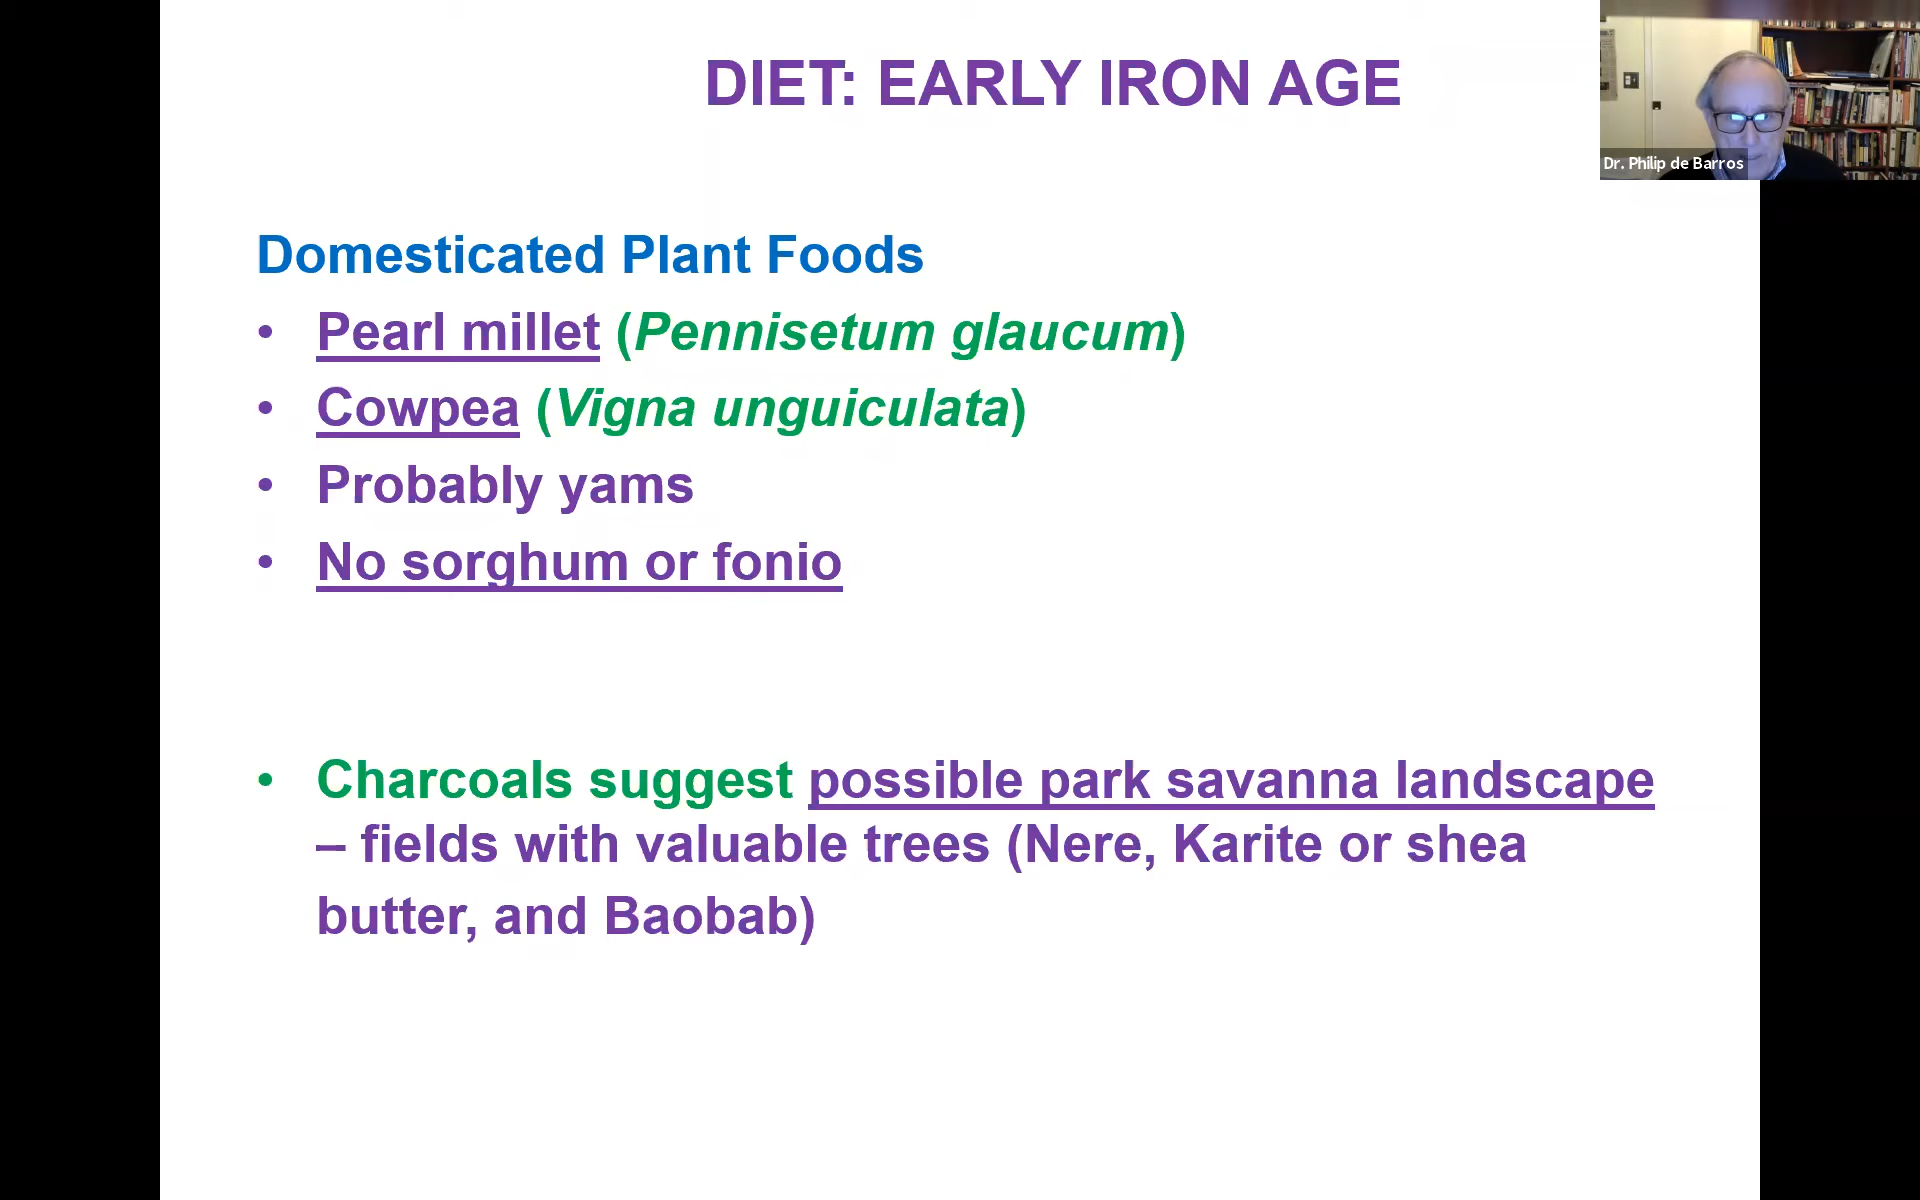 DIET: EARLY IRON AGE
Dr. Philip de Barros
Domesticated Plant Foods
• Pearl millet (Pennisetum glaucum)
• Cowpea (Vigna unguiculata)
• Probably yams
• No sorghum or fonio
• Charcoals suggest possible park savanna landscape
– fields with valuable trees (Nere, Karite or shea
butter, and Baobab)